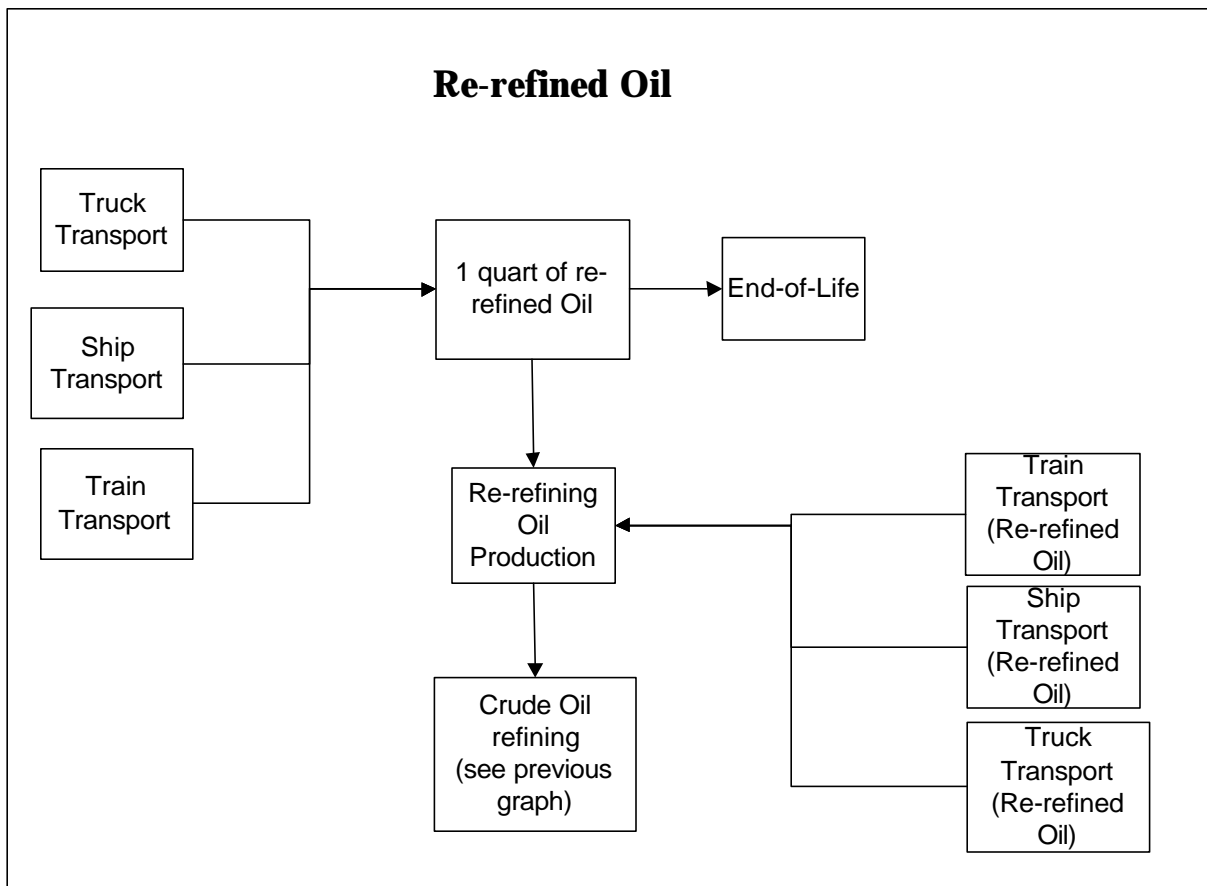 Re-refined Oil
Truck
Transport
Ship
Transport
Train
Transport
1 quart of re-
refined Oil
End-of-Life
Re-refining
Oil
Production
Crude Oil
refining
(see previous
graph)
Train
Transport
(Re-refined
Oil)
Ship
Transport
(Re-refined
Oil)
Truck
Transport
(Re-refined
Oil)